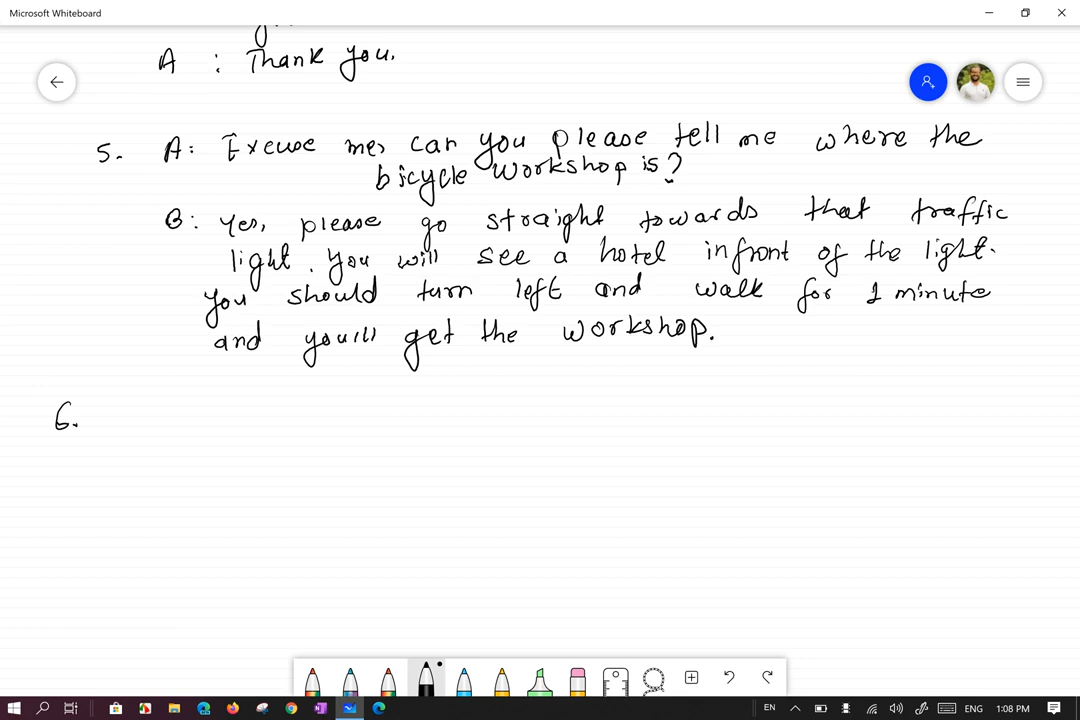 Microsoft Whiteboard
A : Thank you.
5. A: Excuse me, can you please tell me where the
bicycle workshop is?
B: Yes, please go straight towards that traffic
light. You will see a hotel infront of the light.
You should turn left and walk for 1 minute
and you'll get the workshop.
6.
EN ENG 1:08 PM